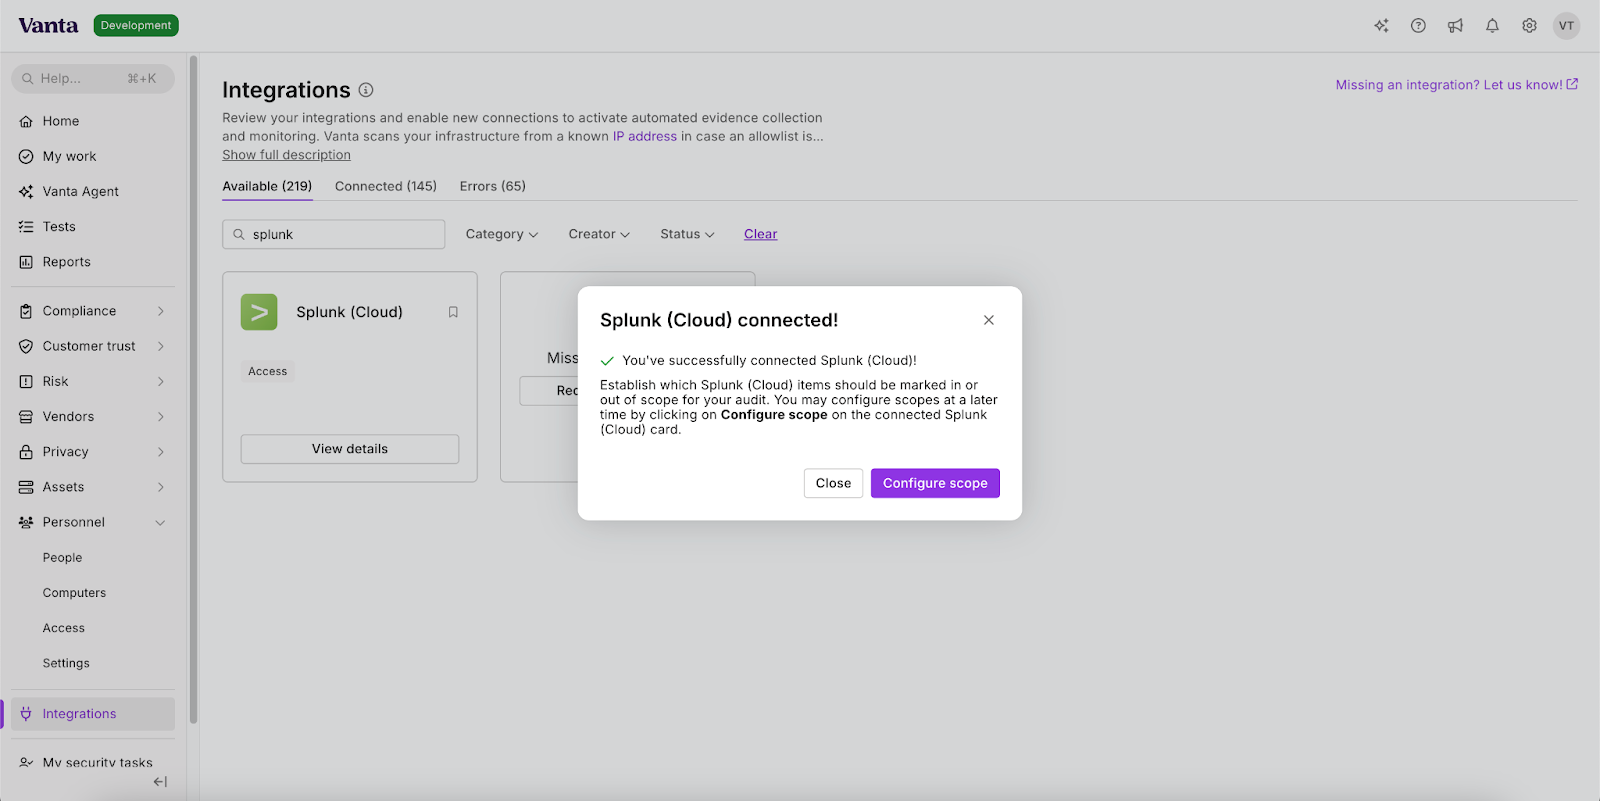 Vanta
Development
VT
Help...
⌘+K
Home
My work
Vanta Agent
Tests
Reports
Compliance
Customer trust
Risk
Vendors
Privacy
Assets
Personnel
People
Computers
Access
Settings
Integrations
My security tasks
Integrations
Missing an integration? Let us know!
Review your integrations and enable new connections to activate automated evidence collection
and monitoring. Vanta scans your infrastructure from a known IP address in case an allowlist is...
Show full description
Available (219)
Connected (145)
Errors (65)
splunk
Category
Creator
Status
Clear
Splunk (Cloud)
Access
View details
Splunk (Cloud) connected!
You've successfully connected Splunk (Cloud)!
Establish which Splunk (Cloud) items should be marked in or
out of scope for your audit. You may configure scopes at a later
time by clicking on Configure scope on the connected Splunk
(Cloud) card.
Close
Configure scope